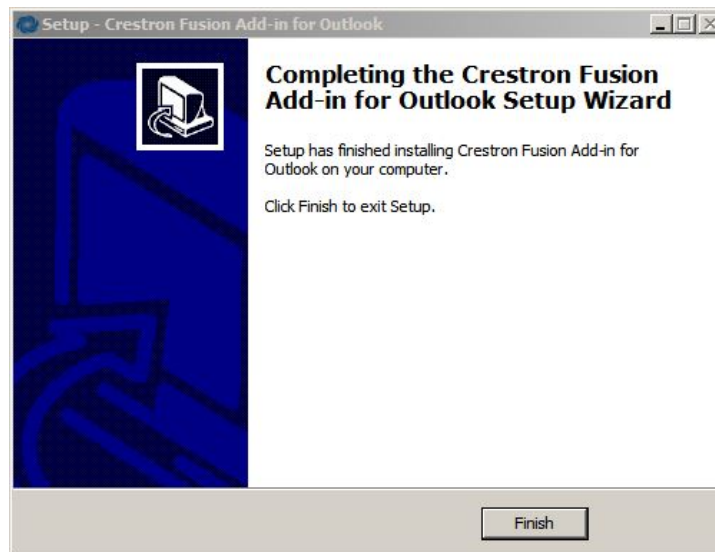 Setup - Crestron Fusion Add-in for Outlook
Completing the Crestron Fusion
Add-in for Outlook Setup Wizard
Setup has finished installing Crestron Fusion Add-in for
Outlook on your computer.
Click Finish to exit Setup.
Finish